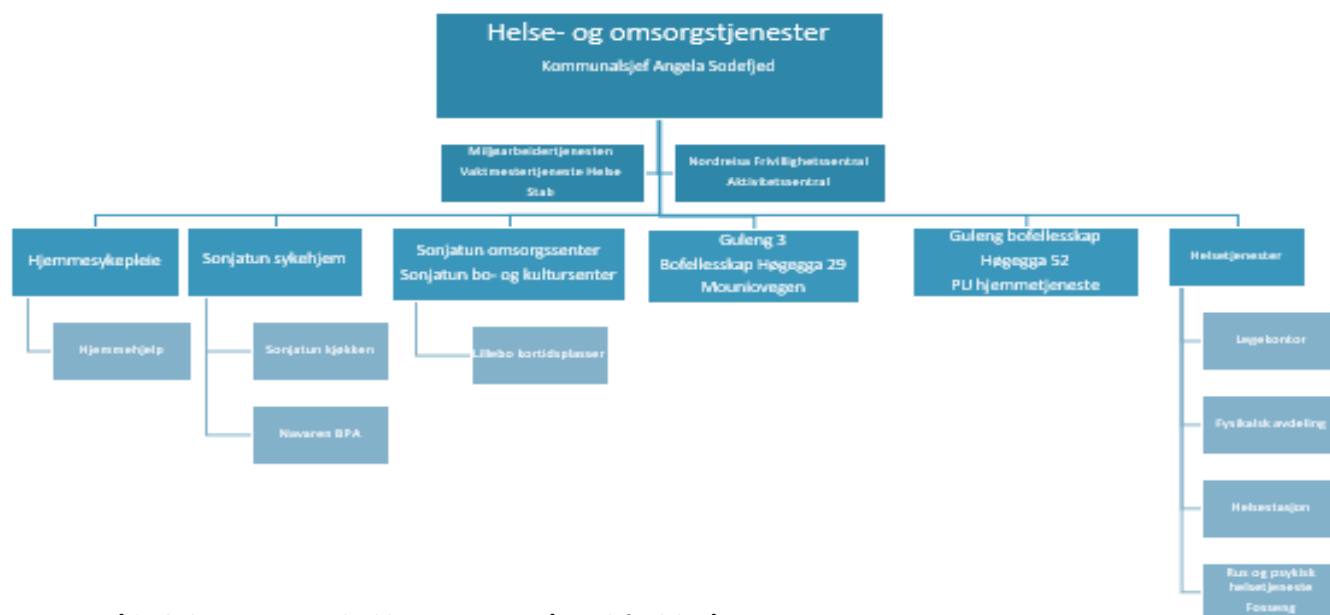 Helse- og omsorgstjenester
Kommunalsjef Angela Sodefjed
Miljøarbeidertjenesten
Vaktmestertjeneste Helse
Stab
Nordreisa Frivillighetssentral
Aktivitetssentral
Hjemmesykepleie
Sonjatun sykehjem
Sonjatun omsorgssenter
Sonjatun bo- og kultursenter
Guleng 3
Bofellesskap Høgegga 29
Mouniovegen
Guleng bofellesskap
Høgegga 52
PU hjemmetjeneste
Helsetjenester
Hjemmehjelp
Sonjatun kjøkken
Navaren BPA
Lillebo kortidsplasser
Legekontor
Fysikalsk avdeling
Helsestasjon
Rus og psykisk
helsetjeneste
Fosseng